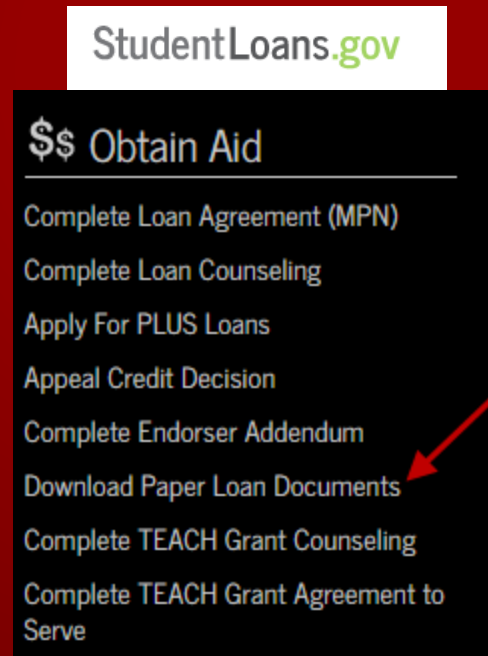 StudentLoans.gov
$$ Obtain Aid
Complete Loan Agreement (MPN)
Complete Loan Counseling
Apply For PLUS Loans
Appeal Credit Decision
Complete Endorser Addendum
Download Paper Loan Documents
Complete TEACH Grant Counseling
Complete TEACH Grant Agreement to
Serve